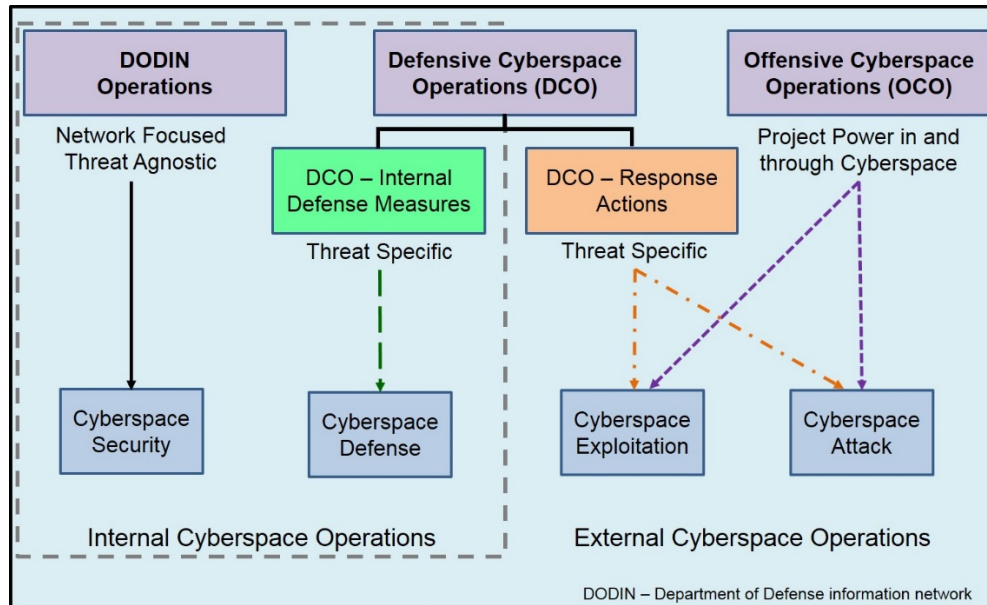 DODIN
Operations
Defensive Cyberspace
Operations (DCO)
Offensive Cyberspace
Operations (OCO)
Network Focused
Threat Agnostic
Project Power in and
through Cyberspace
DCO – Internal
Defense Measures
DCO – Response
Actions
Threat Specific
Threat Specific
Cyberspace
Security
Cyberspace
Defense
Cyberspace
Exploitation
Cyberspace
Attack
Internal Cyberspace Operations
External Cyberspace Operations
DODIN – Department of Defense information network